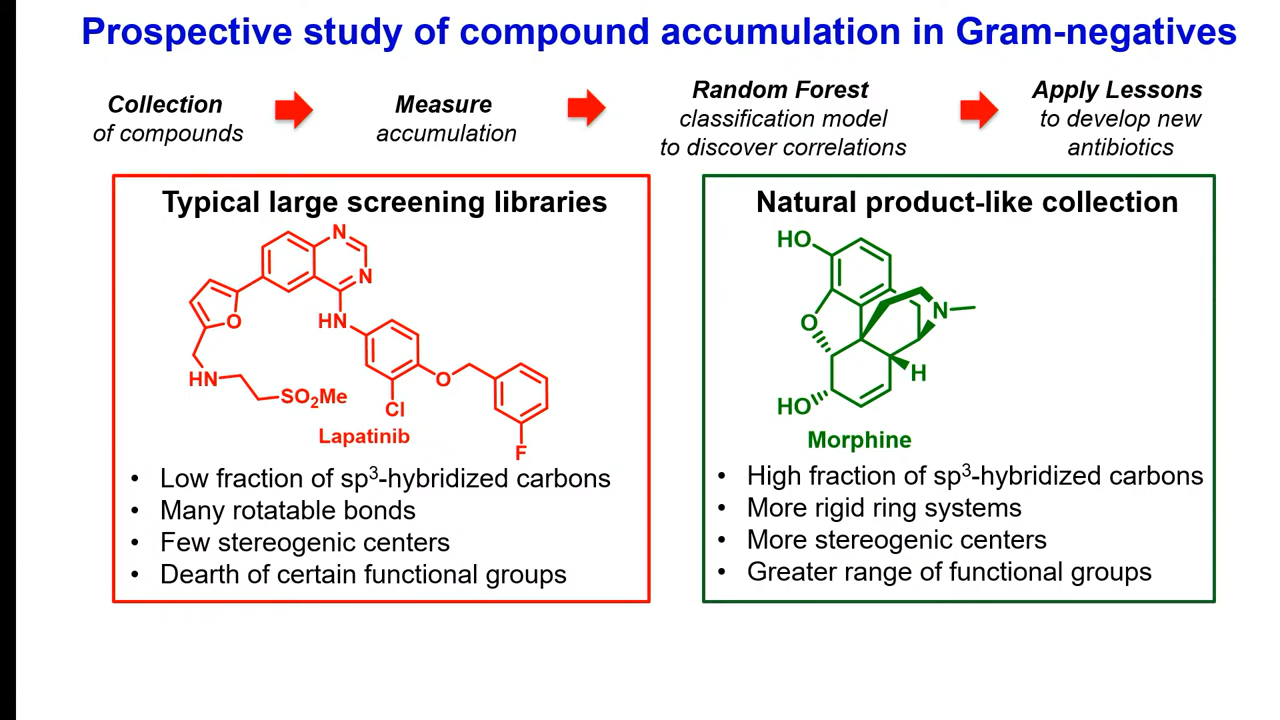 Prospective study of compound accumulation in Gram-negatives
Collection
of compounds
Measure
accumulation
Random Forest
classification model
to discover correlations
Apply Lessons
to develop new
antibiotics
Typical large screening libraries
N
N
O
HN
HN
SO₂Me
Cl
O
F
Lapatinib
• Low fraction of sp³-hybridized carbons
• Many rotatable bonds
• Few stereogenic centers
• Dearth of certain functional groups
Natural product-like collection
HO
O
N
H
HO
Morphine
• High fraction of sp³-hybridized carbons
• More rigid ring systems
• More stereogenic centers
• Greater range of functional groups